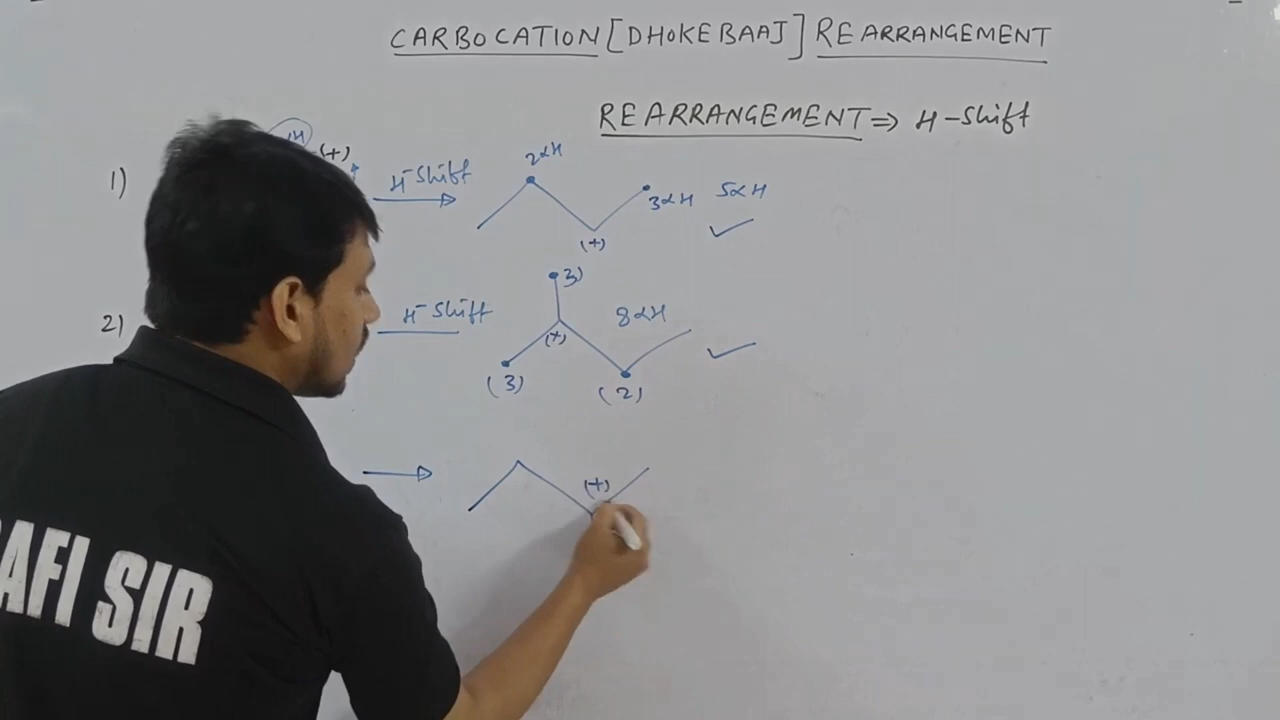 CARBOCATION [DHOKEBAAJ] REARRANGEMENT
REARRANGEMENT ⇒ H-Shift
1) H (+) H⁻ Shift 2αH (+) 3αH 5αH
2) H⁻ Shift 3) (+) (3) (2) 8αH
(+)
AFI SIR